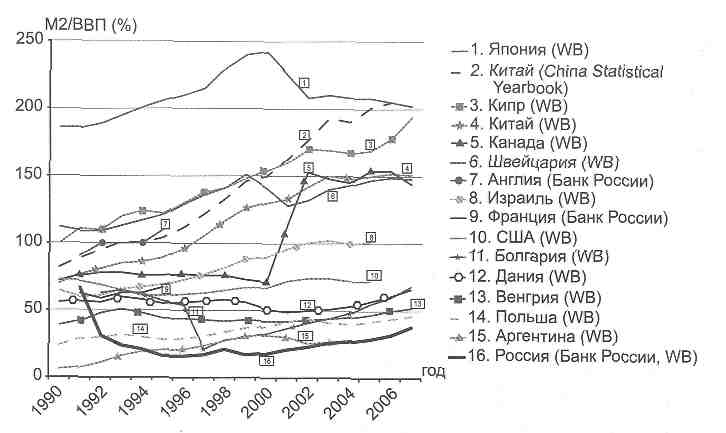 М2/ВВП (%)
250
200
150
100
50
0
1990
1992
1994
1996
1998
2000
2002
2004
2006
год
1
2
3
4
5
6
7
8
9
10
11
12
13
14
15
16
1. Япония (WB)
2. Китай (China Statistical
Yearbook)
3. Кипр (WB)
4. Китай (WB)
5. Канада (WB)
6. Швейцария (WB)
7. Англия (Банк России)
8. Израиль (WB)
9. Франция (Банк России)
10. США (WB)
11. Болгария (WB)
12. Дания (WB)
13. Венгрия (WB)
14. Польша (WB)
15. Аргентина (WB)
16. Россия (Банк России, WB)